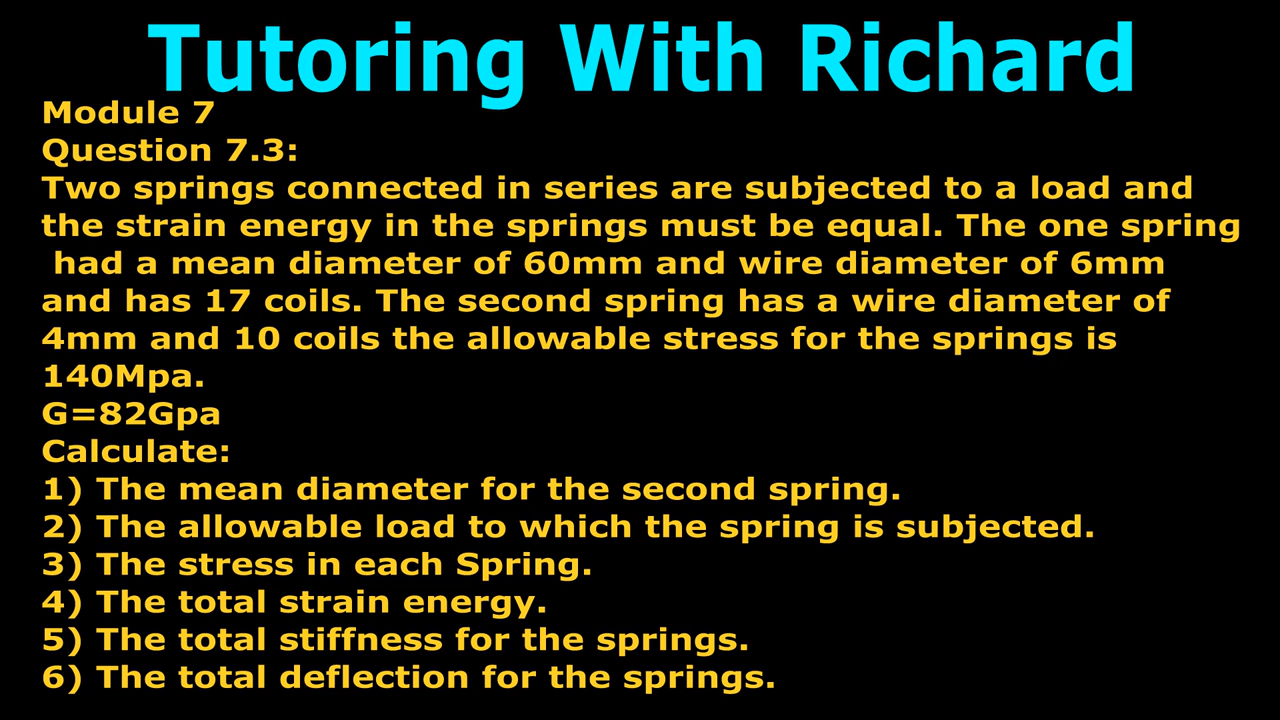 Tutoring With Richard
Module 7
Question 7.3:
Two springs connected in series are subjected to a load and
the strain energy in the springs must be equal. The one spring
had a mean diameter of 60mm and wire diameter of 6mm
and has 17 coils. The second spring has a wire diameter of
4mm and 10 coils the allowable stress for the springs is
140Mpa.
G=82Gpa
Calculate:
1) The mean diameter for the second spring.
2) The allowable load to which the spring is subjected.
3) The stress in each Spring.
4) The total strain energy.
5) The total stiffness for the springs.
6) The total deflection for the springs.